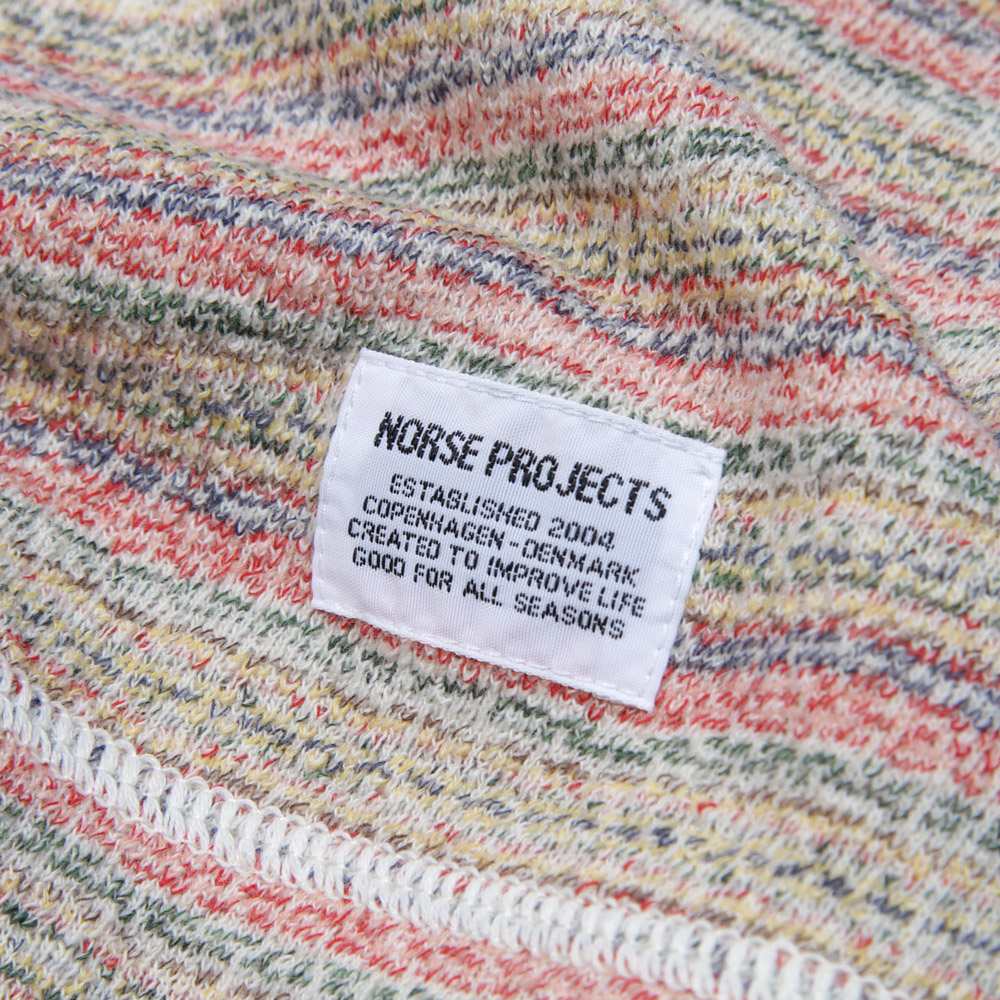 NORSE PROJECTS
ESTABLISHED 2004
COPENHAGEN - DENMARK
CREATED TO IMPROVE LIFE
GOOD FOR ALL SEASONS